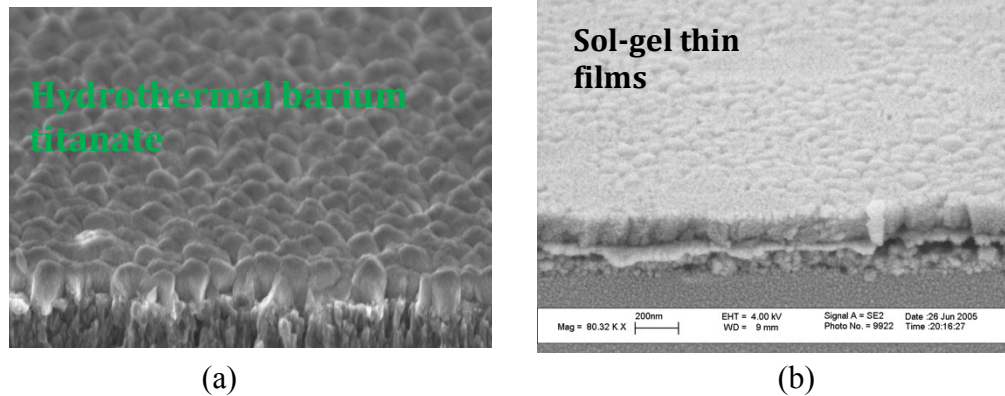 Hydrothermal barium
titanate
Sol-gel thin
films
Mag = 80.32 K X
200nm
EHT = 4.00 kV
WD = 9 mm
Signal A = SE2
Photo No. = 9922
Date :26 Jun 2005
Time :20:16:27
(a)
(b)